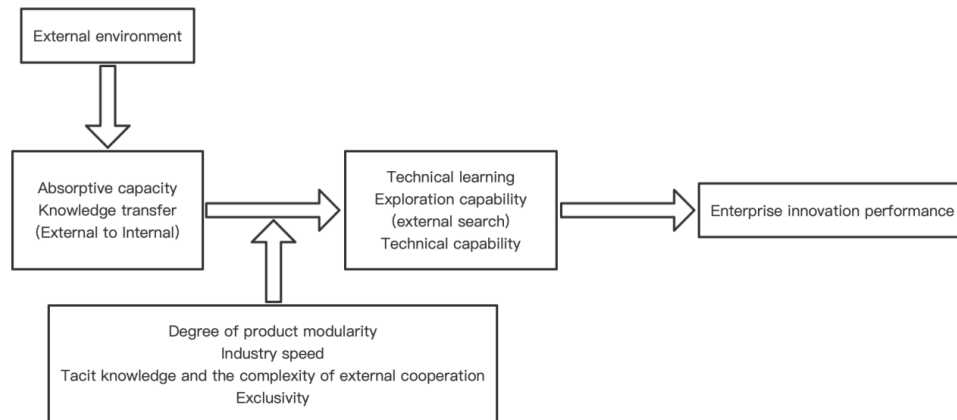 External environment
Absorptive capacity
Knowledge transfer
(External to Internal)
Technical learning
Exploration capability
(external search)
Technical capability
Enterprise innovation performance
Degree of product modularity
Industry speed
Tacit knowledge and the complexity of external cooperation
Exclusivity